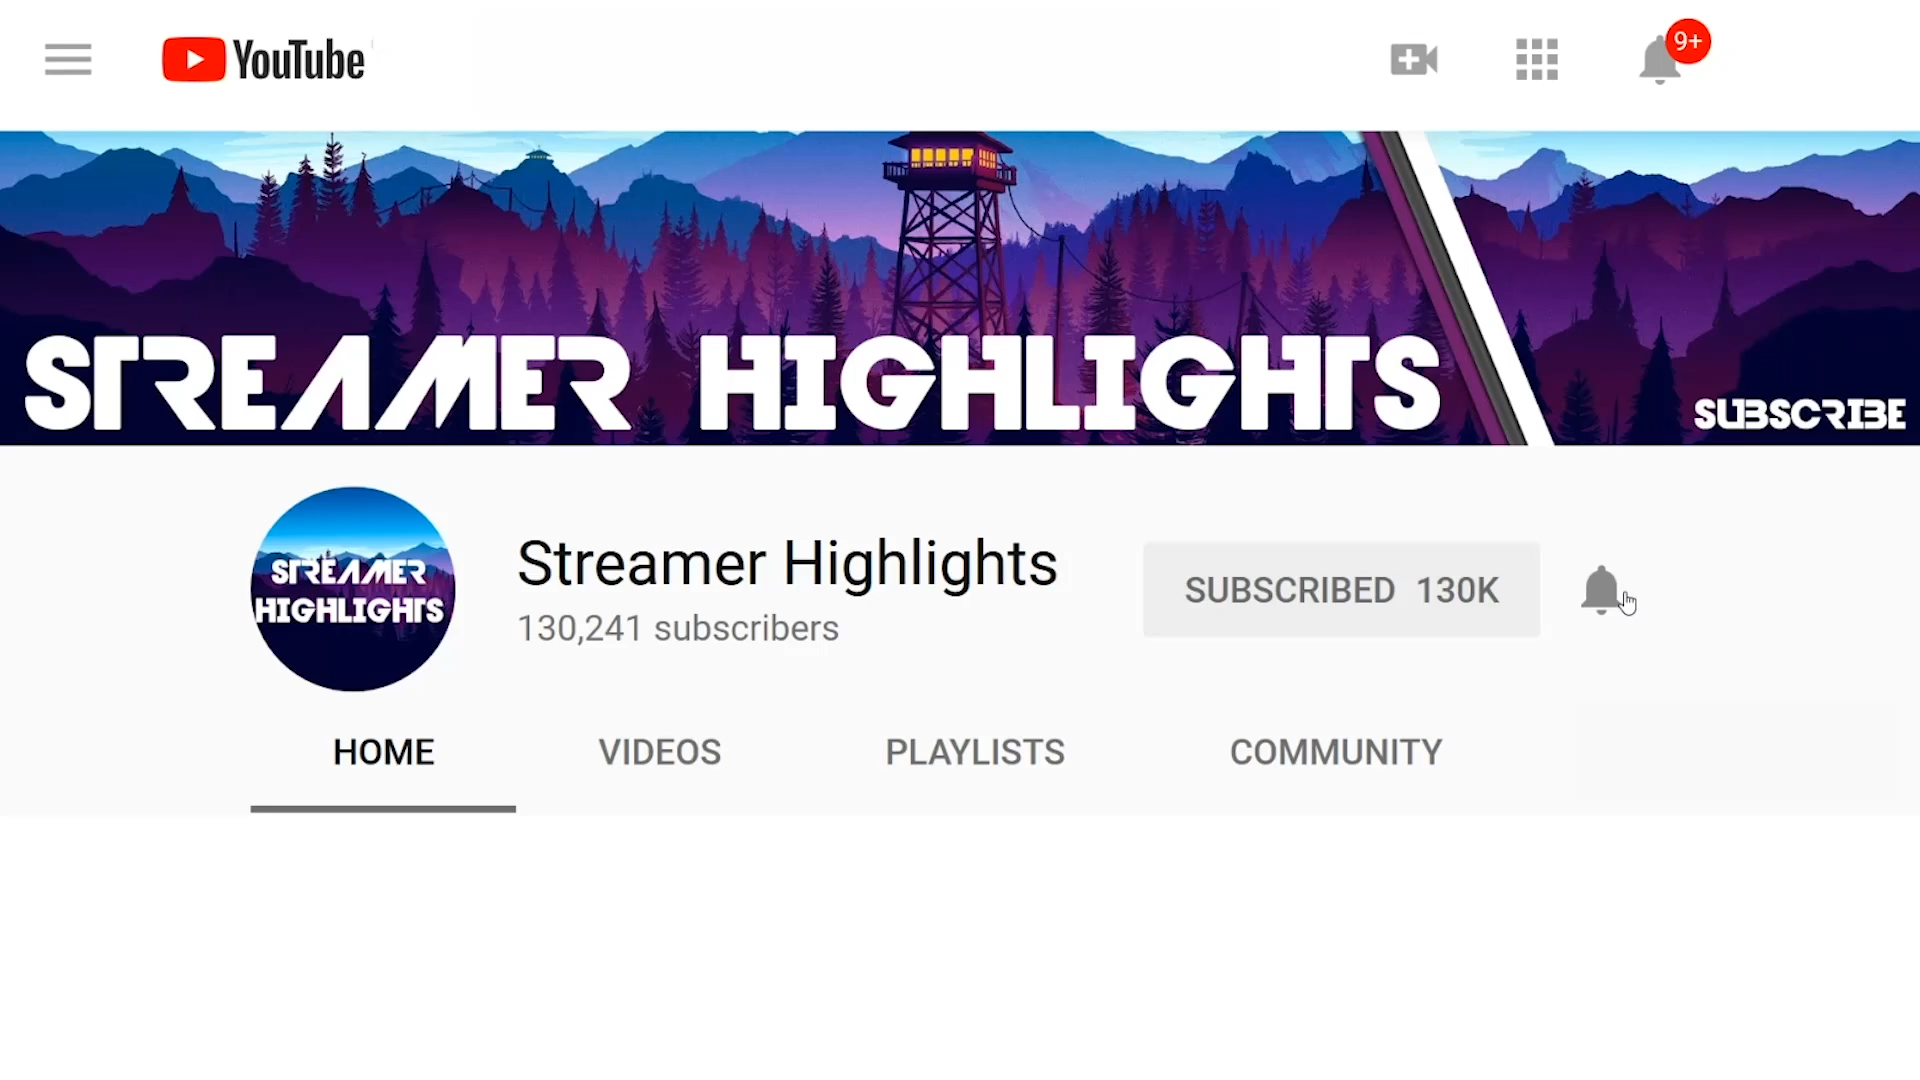 YouTube
9+
STREAMER HIGHLIGHTS
SUBSCRIBE
STREAMER
HIGHLIGHTS
Streamer Highlights
130,241 subscribers
SUBSCRIBED 130K
HOME VIDEOS PLAYLISTS COMMUNITY